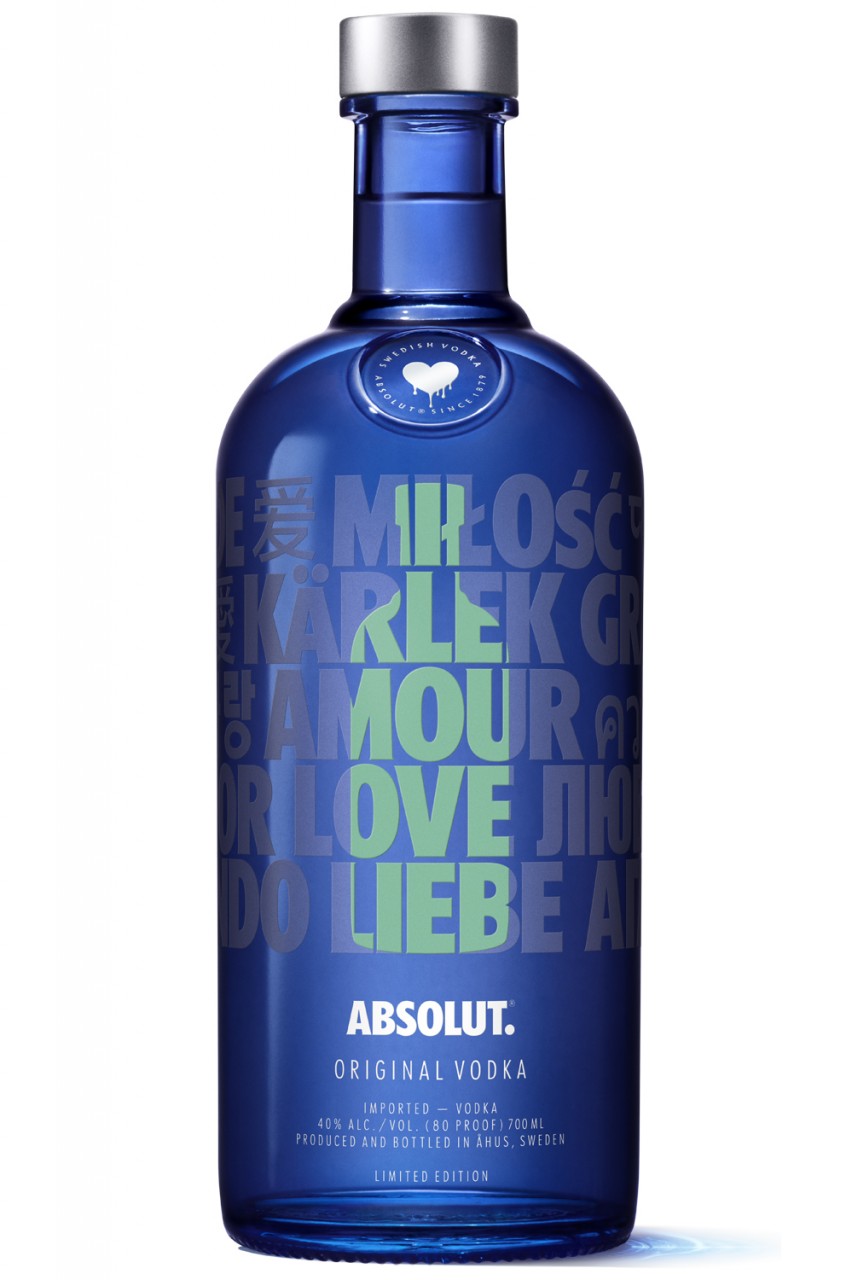 SWEDISH VODKA
ABSOLUT® SINCE 1879
爱 MIŁOŚĆ
KÄRLEK
AMOUR
LOVE
LIEBE
ABSOLUT.
ORIGINAL VODKA
IMPORTED — VODKA
40% ALC./VOL. (80 PROOF) 700ML
PRODUCED AND BOTTLED IN ÅHUS, SWEDEN
LIMITED EDITION